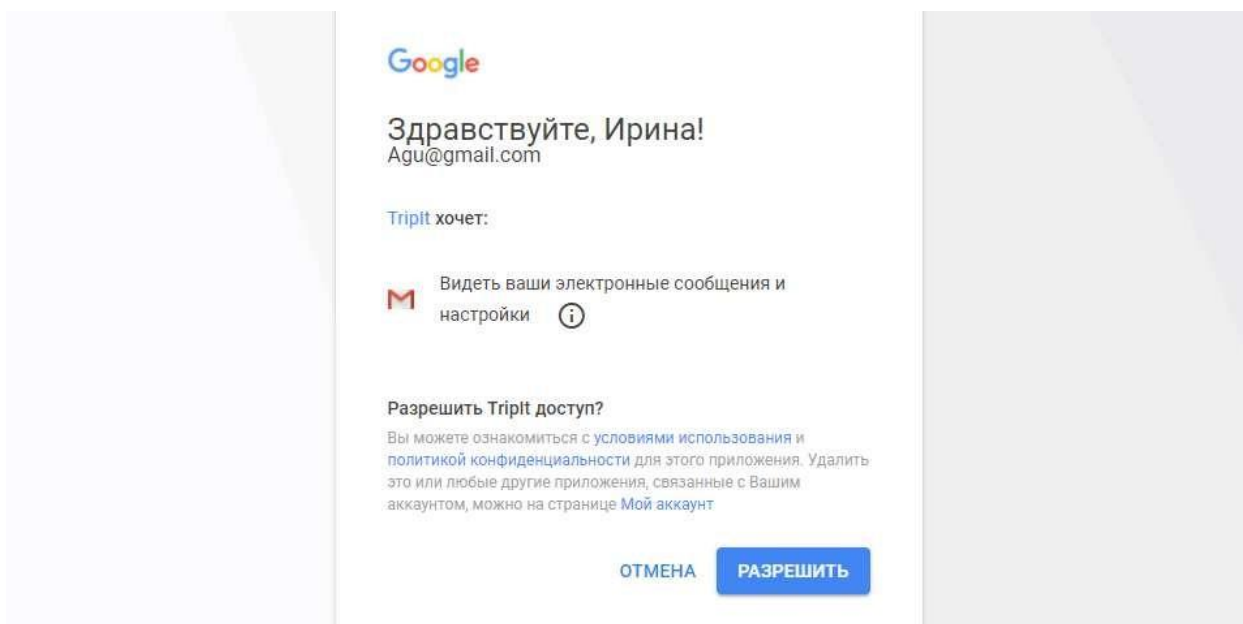 Google
Здравствуйте, Ирина!
Agu@gmail.com
TripIt хочет:
Видеть ваши электронные сообщения и
настройки
Разрешить TripIt доступ?
Вы можете ознакомиться с условиями использования и
политикой конфиденциальности для этого приложения. Удалить
это или любые другие приложения, связанные с Вашим
аккаунтом, можно на странице Мой аккаунт
ОТМЕНА РАЗРЕШИТЬ